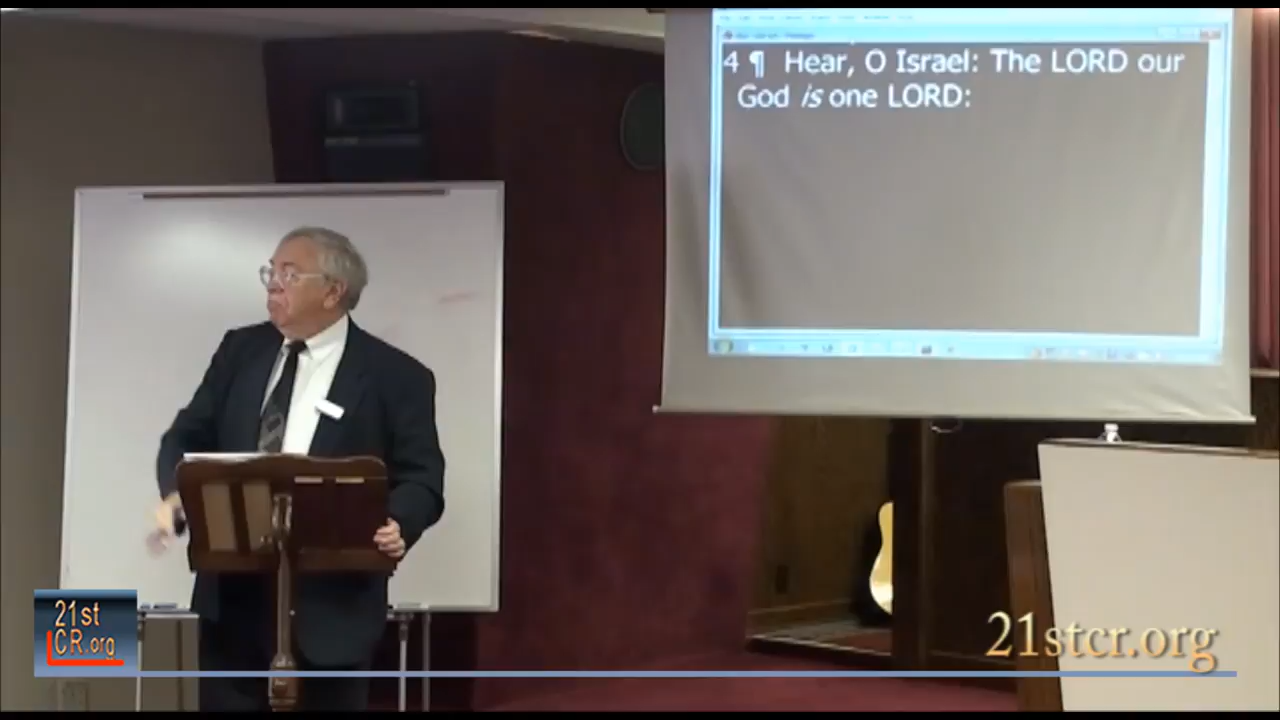 4 ¶ Hear, O Israel: The LORD our
God is one LORD:
21st
CR.org
21stcr.org